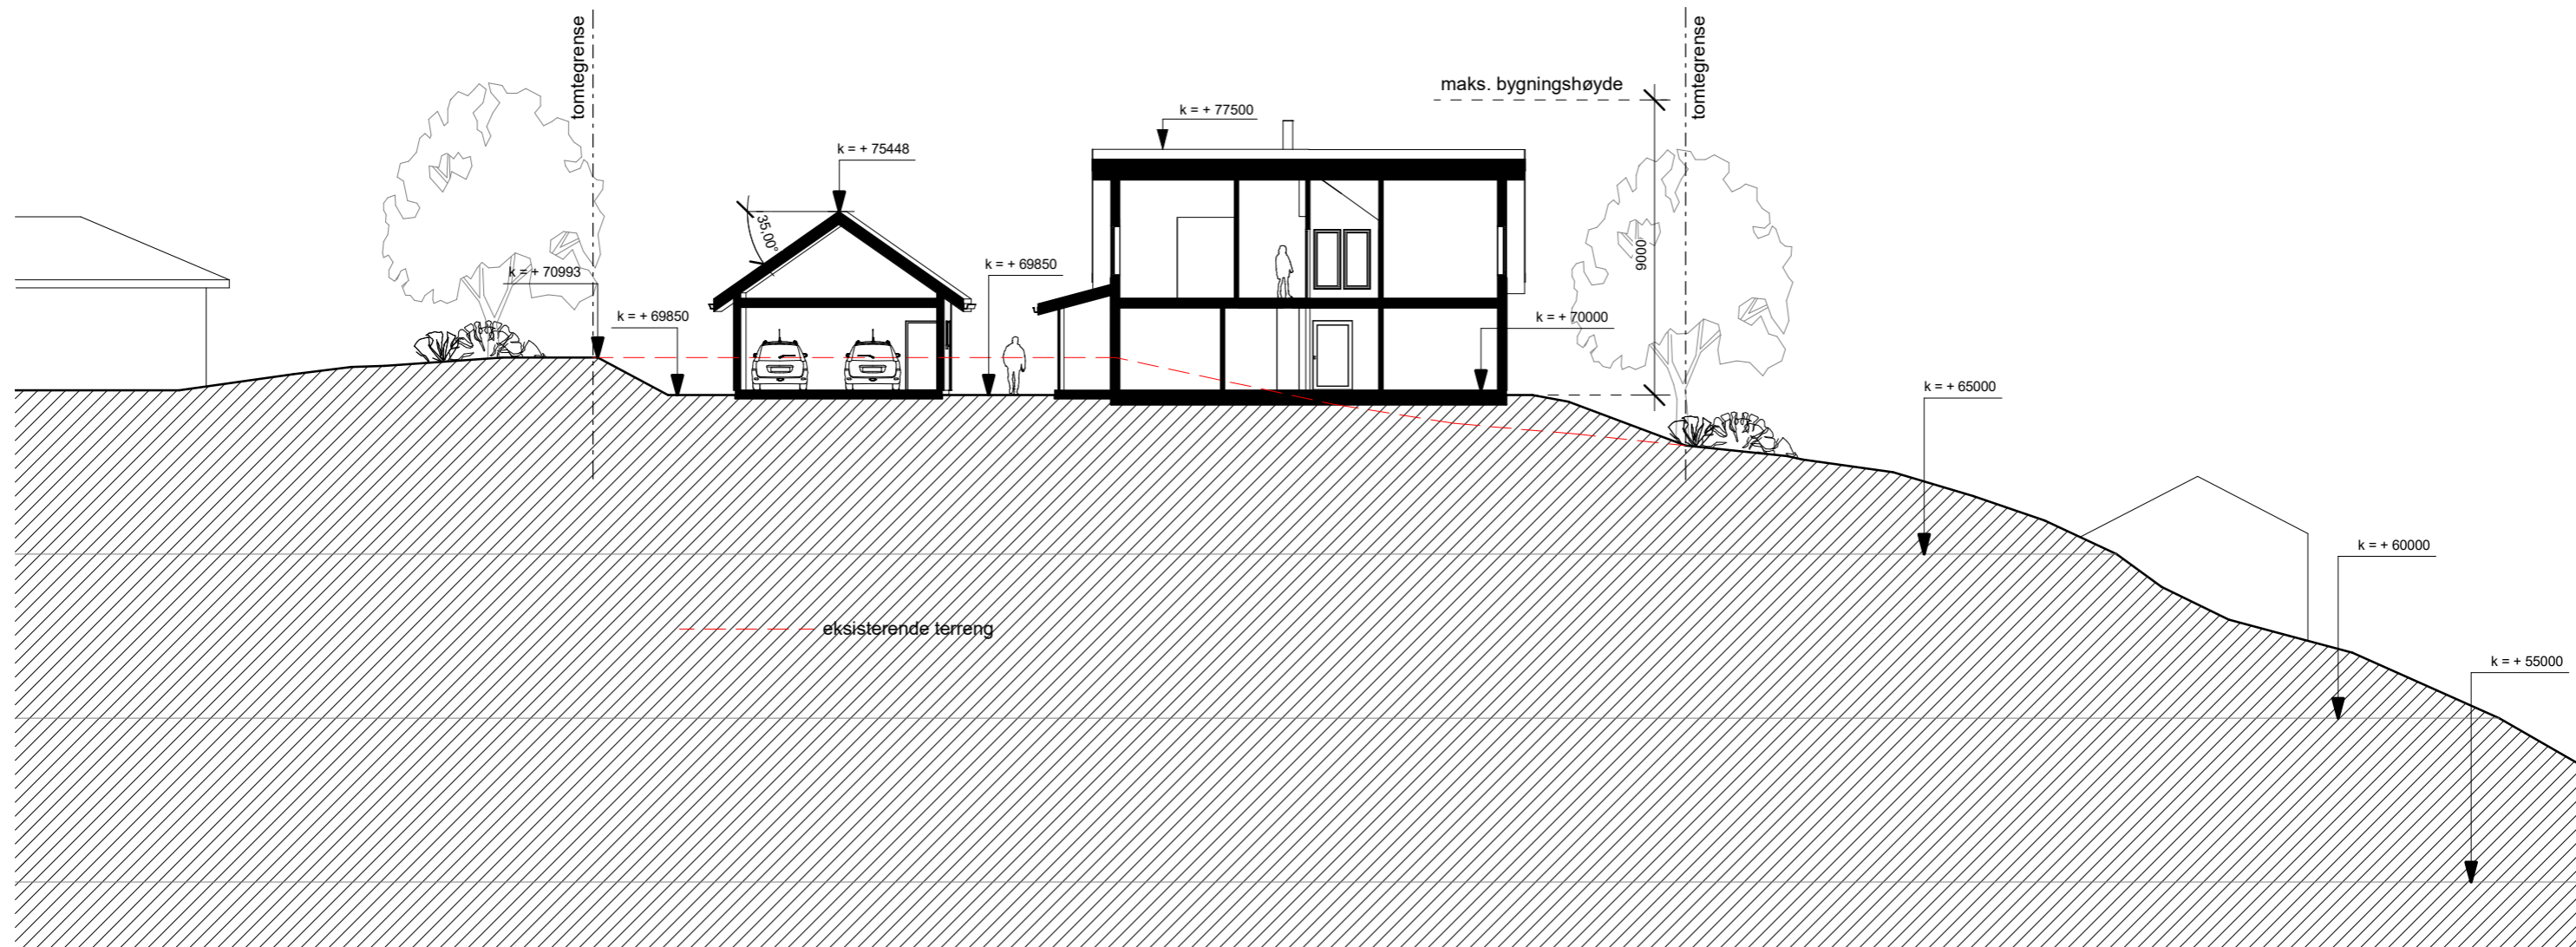 tomtegrense
tomtegrense
maks. bygningshøyde
k = + 77500
k = + 75448
35,00°
k = + 70993
k = + 69850
k = + 69850
9000
k = + 70000
k = + 65000
k = + 60000
eksisterende terreng
k = + 55000